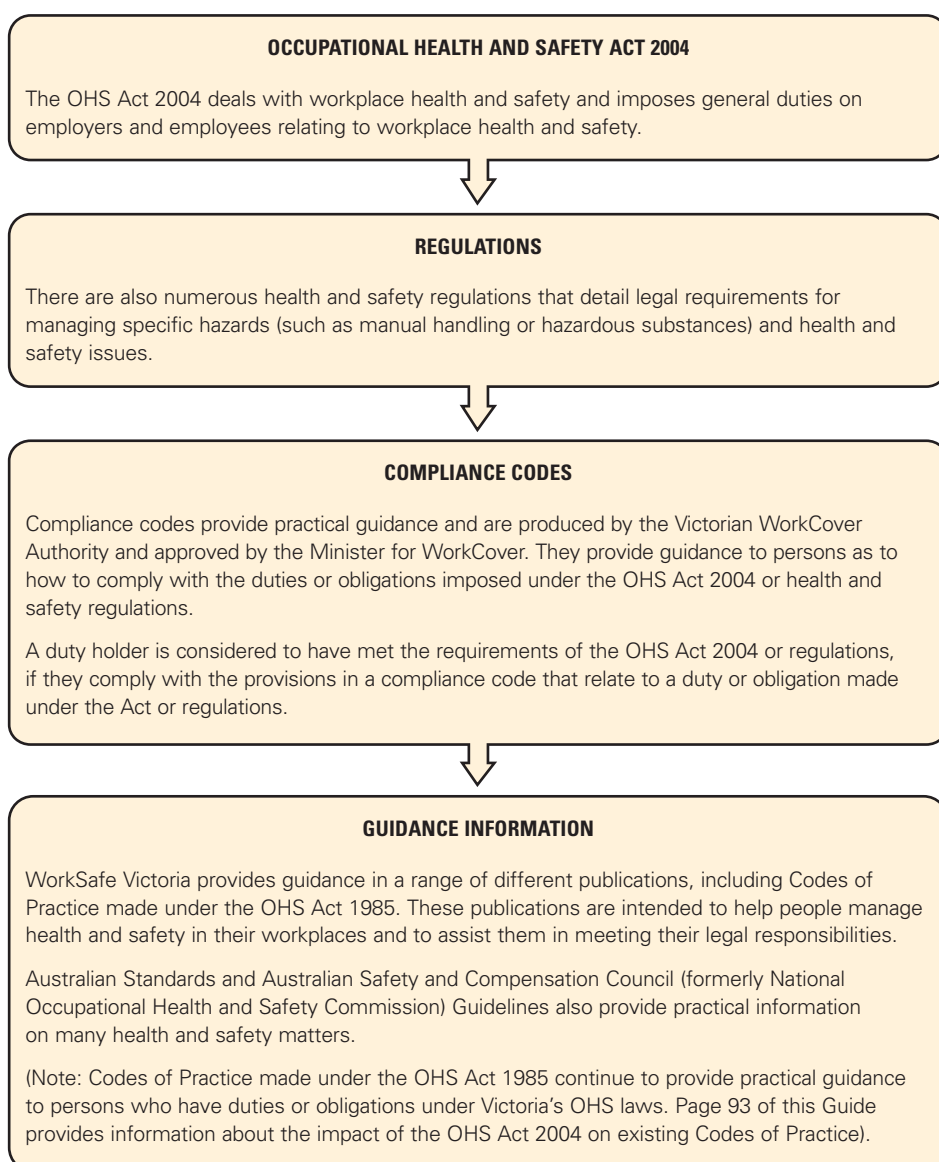 OCCUPATIONAL HEALTH AND SAFETY ACT 2004
The OHS Act 2004 deals with workplace health and safety and imposes general duties on
employers and employees relating to workplace health and safety.
REGULATIONS
There are also numerous health and safety regulations that detail legal requirements for
managing specific hazards (such as manual handling or hazardous substances) and health and
safety issues.
COMPLIANCE CODES
Compliance codes provide practical guidance and are produced by the Victorian WorkCover
Authority and approved by the Minister for WorkCover. They provide guidance to persons as to
how to comply with the duties or obligations imposed under the OHS Act 2004 or health and
safety regulations.
A duty holder is considered to have met the requirements of the OHS Act 2004 or regulations,
if they comply with the provisions in a compliance code that relate to a duty or obligation made
under the Act or regulations.
GUIDANCE INFORMATION
WorkSafe Victoria provides guidance in a range of different publications, including Codes of
Practice made under the OHS Act 1985. These publications are intended to help people manage
health and safety in their workplaces and to assist them in meeting their legal responsibilities.
Australian Standards and Australian Safety and Compensation Council (formerly National
Occupational Health and Safety Commission) Guidelines also provide practical information
on many health and safety matters.
(Note: Codes of Practice made under the OHS Act 1985 continue to provide practical guidance
to persons who have duties or obligations under Victoria's OHS laws. Page 93 of this Guide
provides information about the impact of the OHS Act 2004 on existing Codes of Practice).